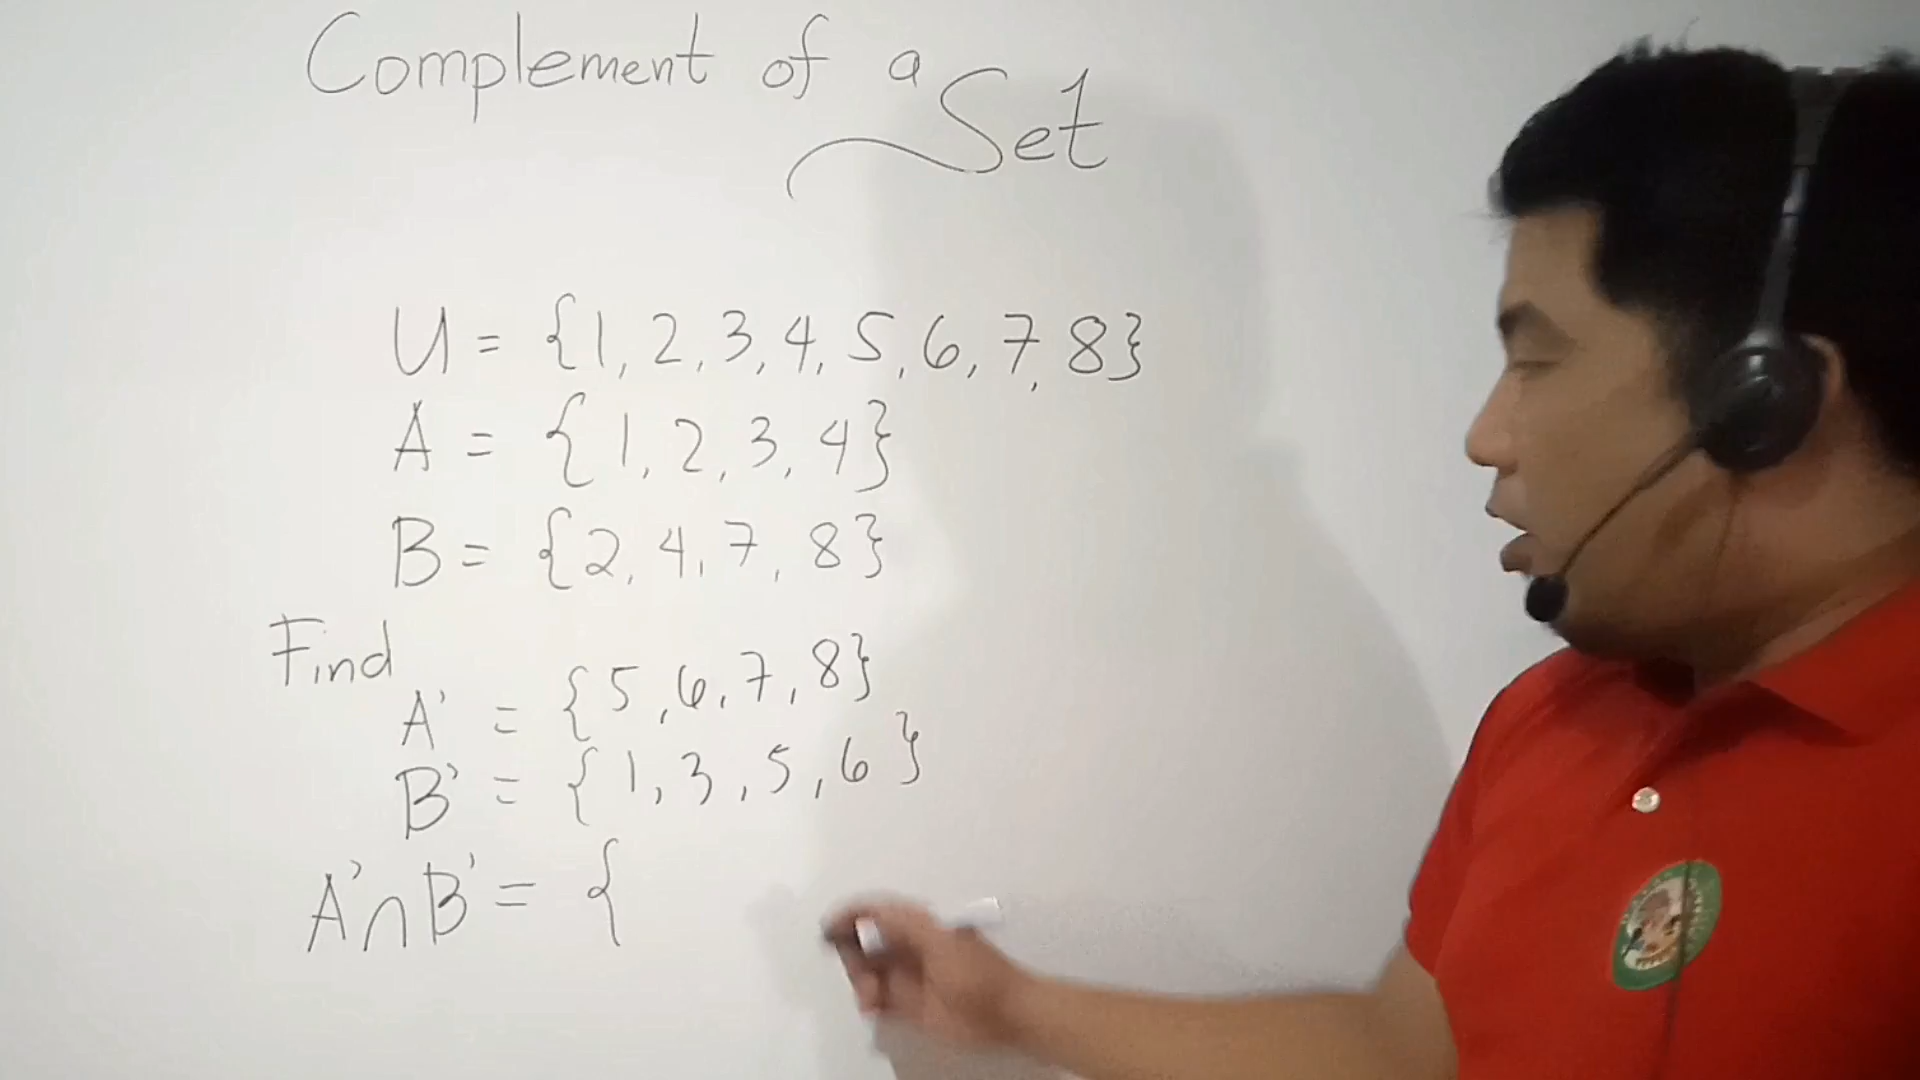 Complement of a
Set
U = {1, 2, 3, 4, 5, 6, 7, 8}
A = {1, 2, 3, 4}
B = {2, 4, 7, 8}
Find
A' = {5, 6, 7, 8}
B' = {1, 3, 5, 6}
A'∩B' = {